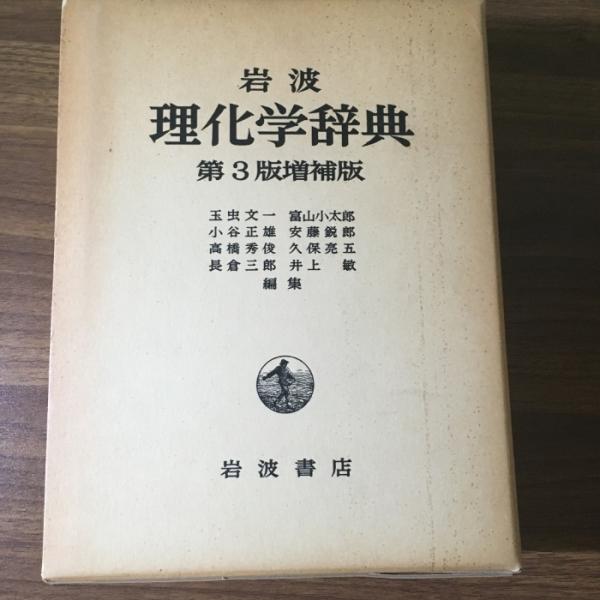 岩波
理化学辞典
第3版増補版
玉虫文一 富山小太郎
小谷正雄 安藤鋭郎
高橋秀俊 久保亮五
長倉三郎 井上敏
編集
岩波書店